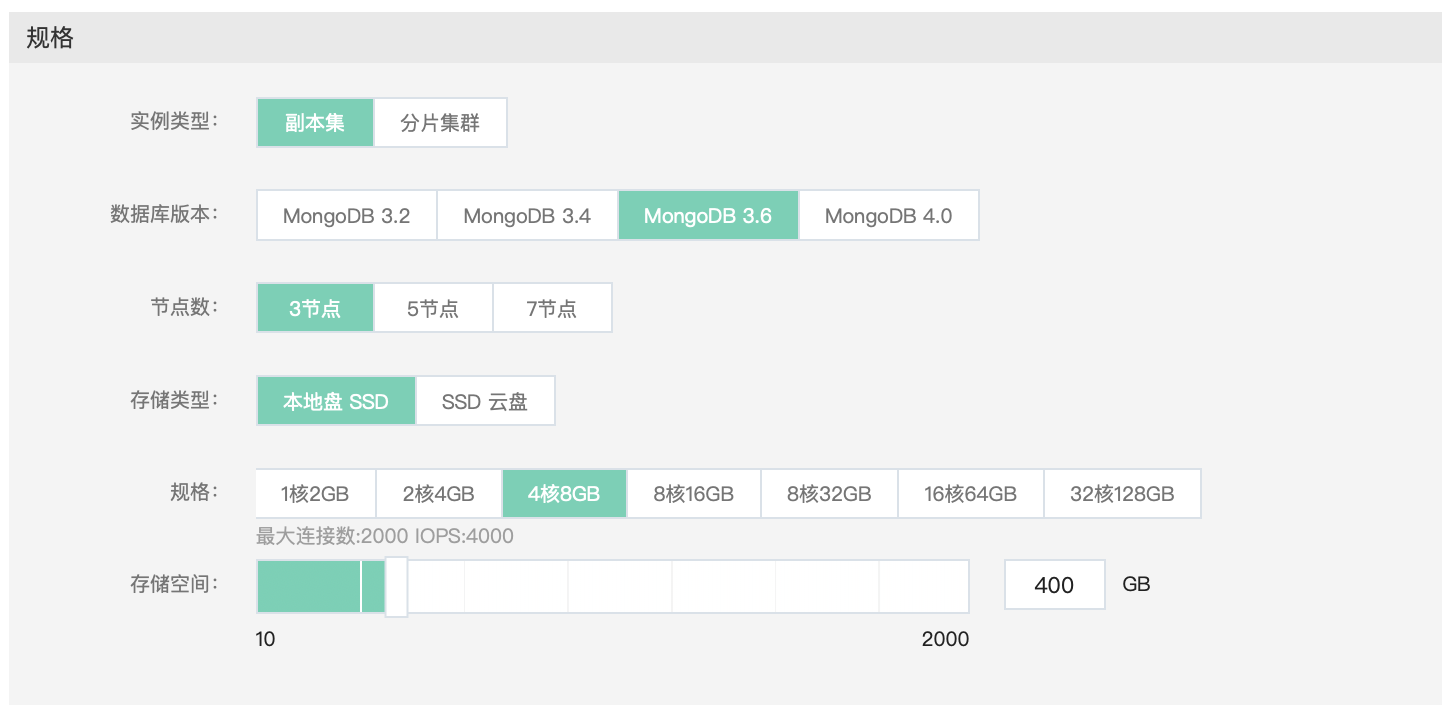 规格
实例类型： 副本集 分片集群
数据库版本： MongoDB 3.2 MongoDB 3.4 MongoDB 3.6 MongoDB 4.0
节点数： 3节点 5节点 7节点
存储类型： 本地盘 SSD SSD 云盘
规格： 1核2GB 2核4GB 4核8GB 8核16GB 8核32GB 16核64GB 32核128GB
最大连接数:2000 IOPS:4000
存储空间： 400 GB
10 2000